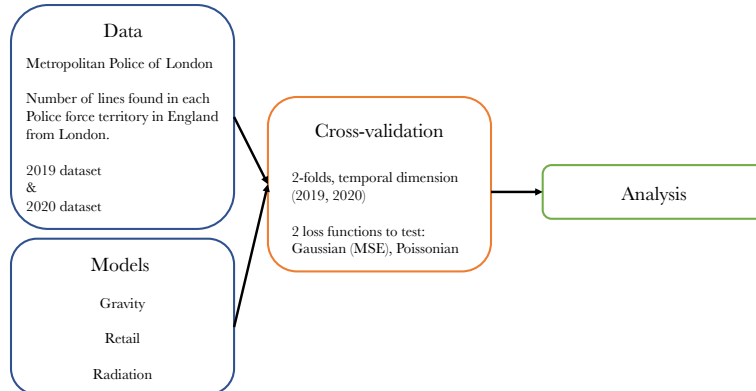 Data
Metropolitan Police of London
Number of lines found in each
Police force territory in England
from London.
2019 dataset
&
2020 dataset
Models
Gravity
Retail
Radiation
Cross-validation
2-folds, temporal dimension
(2019, 2020)
2 loss functions to test:
Gaussian (MSE), Poissonian
Analysis